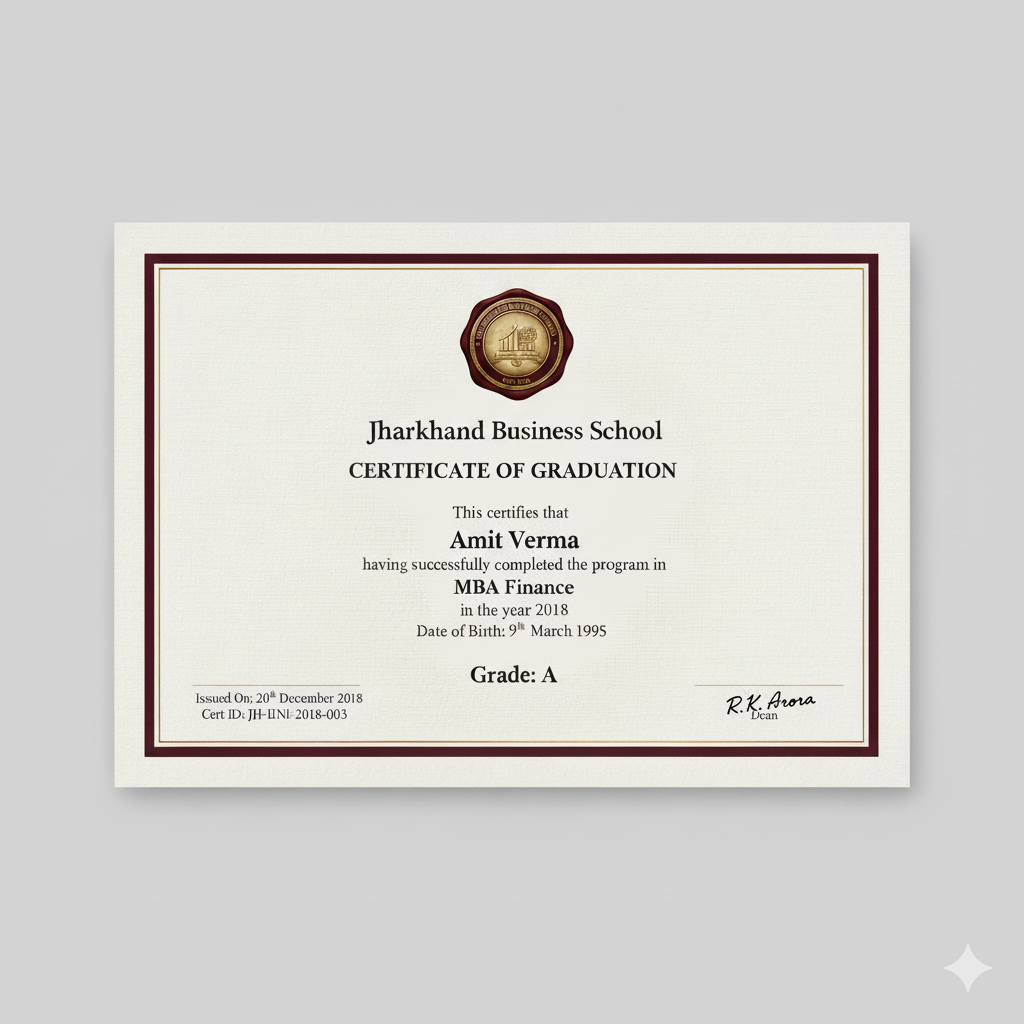 Jharkhand Business School
CERTIFICATE OF GRADUATION
This certifies that
Amit Verma
having successfully completed the program in
MBA Finance
in the year 2018
Date of Birth: 9th March 1995
Grade: A
Issued On: 20th December 2018
Cert ID: 2018-003
R.K. Arora
Dean